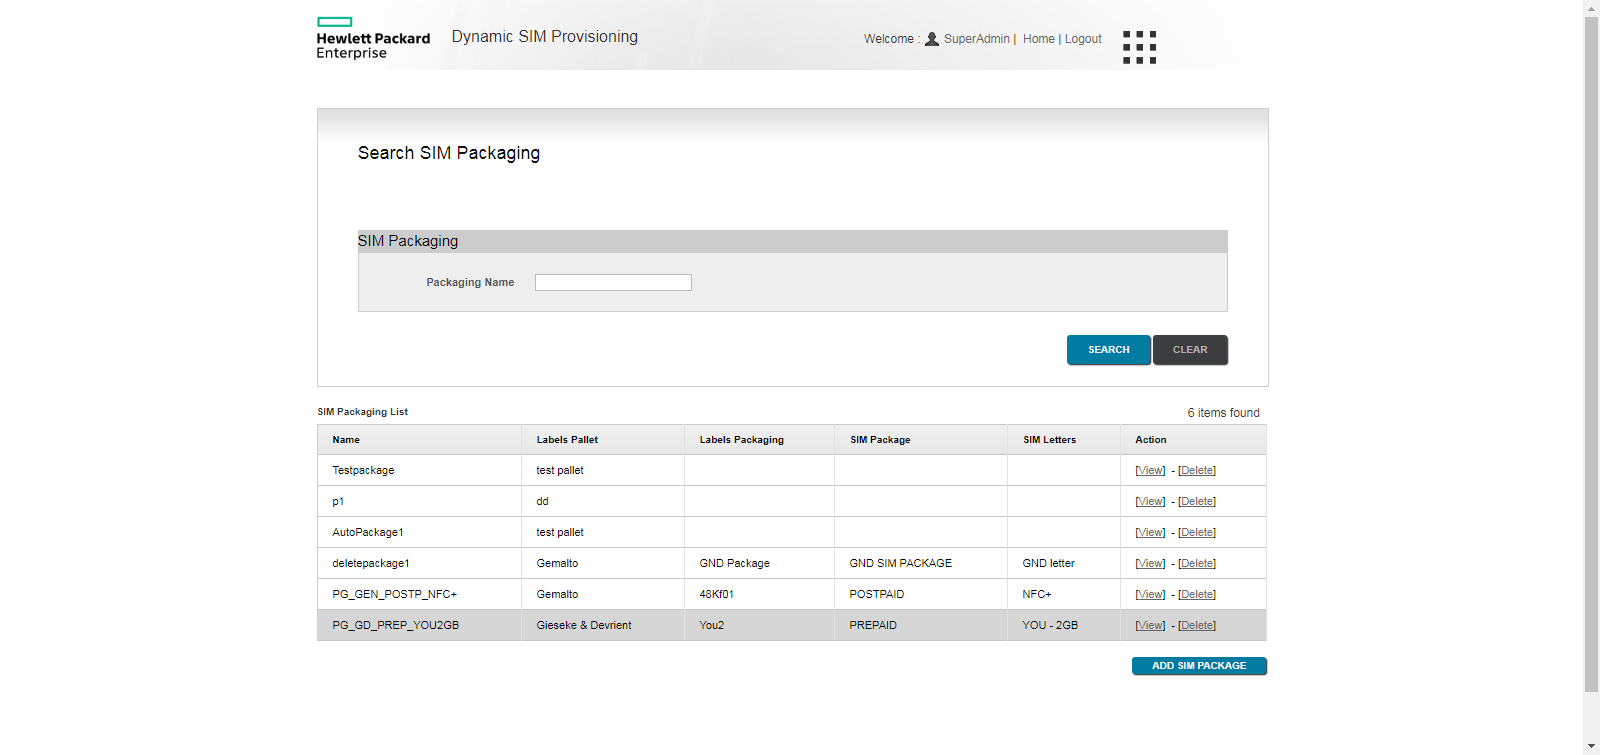 Hewlett Packard
Enterprise
Dynamic SIM Provisioning
Welcome : SuperAdmin | Home | Logout
Search SIM Packaging
SIM Packaging
Packaging Name
SEARCH CLEAR
SIM Packaging List 6 items found
Name Labels Pallet Labels Packaging SIM Package SIM Letters Action
Testpackage test pallet [View] - [Delete]
p1 dd [View] - [Delete]
AutoPackage1 test pallet [View] - [Delete]
deletepackage1 Gemalto GND Package GND SIM PACKAGE GND letter [View] - [Delete]
PG_GEN_POSTP_NFC+ Gemalto 48Kf01 POSTPAID NFC+ [View] - [Delete]
PG_GD_PREP_YOU2GB Gieseke & Devrient You2 PREPAID YOU - 2GB [View] - [Delete]
ADD SIM PACKAGE